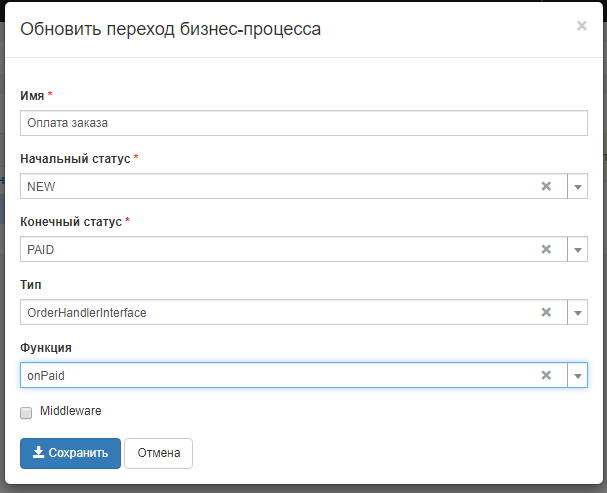 Обновить переход бизнес-процесса
×
Имя *
Оплата заказа
Начальный статус *
NEW
Конечный статус *
PAID
Тип
OrderHandlerInterface
Функция
onPaid
Middleware
Сохранить
Отмена